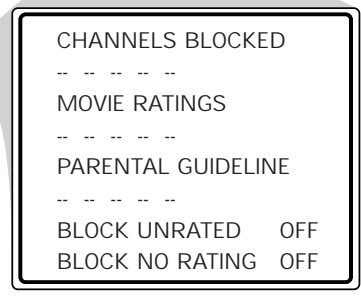 CHANNELS BLOCKED
-- -- -- -- --
MOVIE RATINGS
-- -- -- -- --
PARENTAL GUIDELINE
-- -- -- -- --
BLOCK UNRATED OFF
BLOCK NO RATING OFF